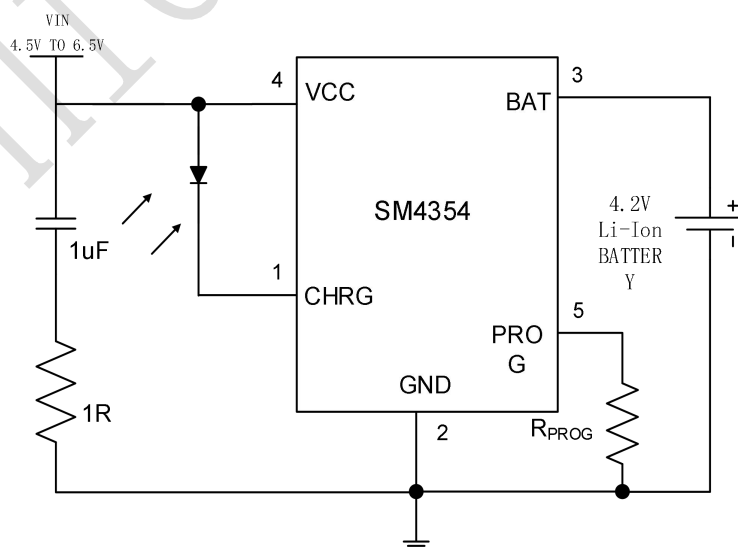 VIN
4.5V TO 6.5V
4
VCC
3
BAT
SM4354
4.2V
Li-Ion
BATTER
Y
+
-
1uF
1
CHRG
5
PRO
G
GND
2
1R
RPROG